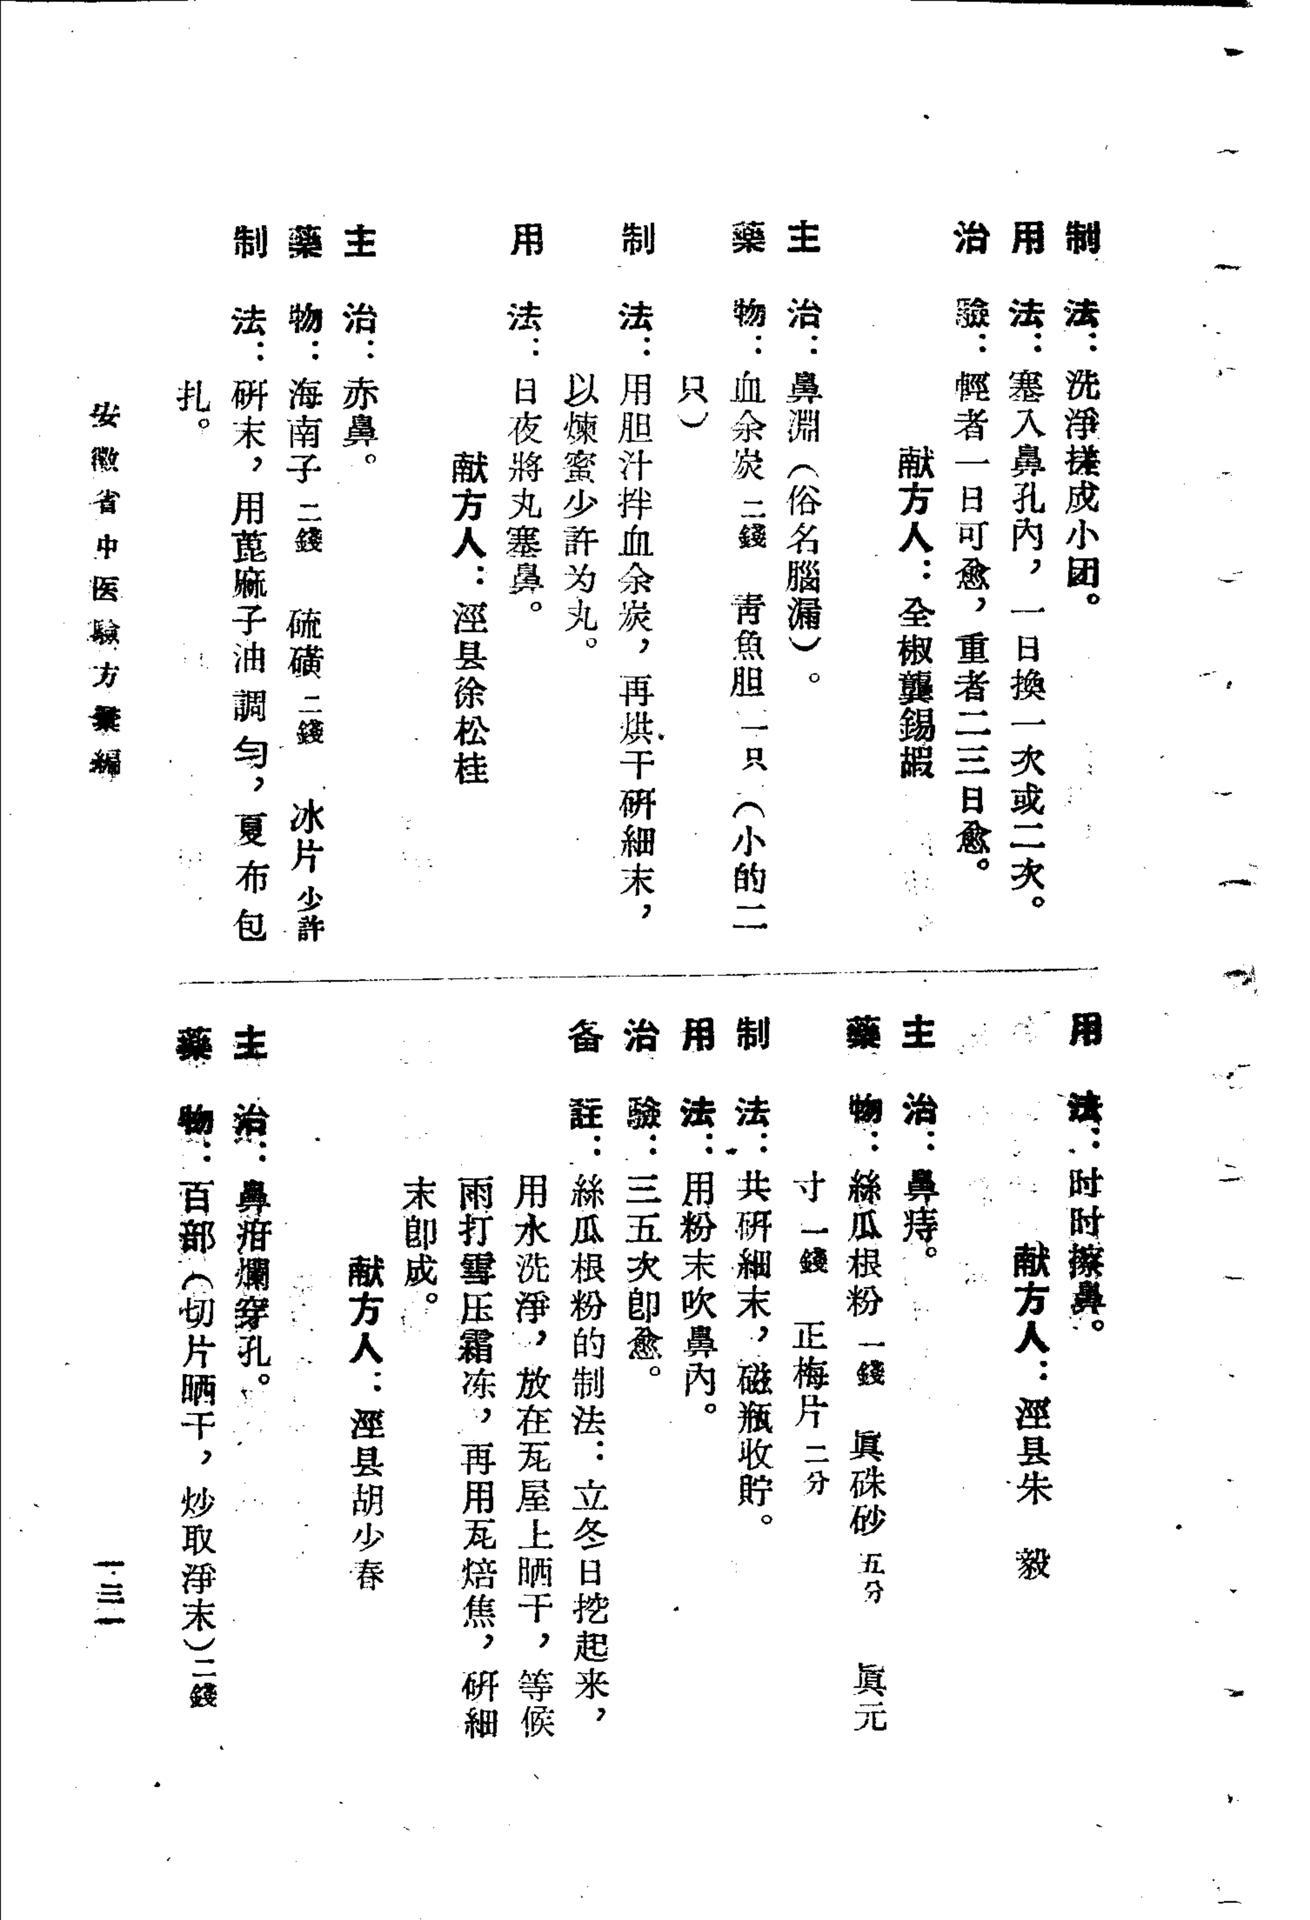 制　法：洗淨搓成小团。
用　法：塞入鼻孔內，一日換一次或二次。
治　驗：輕者一日可愈，重者二三日愈。
献方人：全椒龔錫嘏
主　治：鼻淵（俗名腦漏）。
藥　物：血余炭二錢　青魚胆一只（小的二
只）
制　法：用胆汁拌血余炭，再烘干硏細末，
以煉蜜少許为丸。
用　法：日夜將丸塞鼻。
献方人：涇县徐松桂
主　治：赤鼻。
藥　物：海南子二錢　硫磺二錢　冰片少許
制　法：硏末，用蓖麻子油調勻，夏布包
扎。
用　法：时时擦鼻。
献方人：涇县朱　毅
主　治：鼻痔。
藥　物：絲瓜根粉一錢　眞硃砂五分　眞元
寸一錢　正梅片二分
制　法：共硏細末，磁瓶收貯。
用　法：用粉末吹鼻內。
治　驗：三五次卽愈。
备　註：絲瓜根粉的制法：立冬日挖起来，
用水洗淨，放在瓦屋上晒干，等候
雨打雪压霜冻，再用瓦焙焦，硏細
末卽成。
献方人：涇县胡少春
主　治：鼻疳爛穿孔。
藥　物：百部（切片晒干，炒取淨末）二錢
安徽省中医驗方彙編
一三一